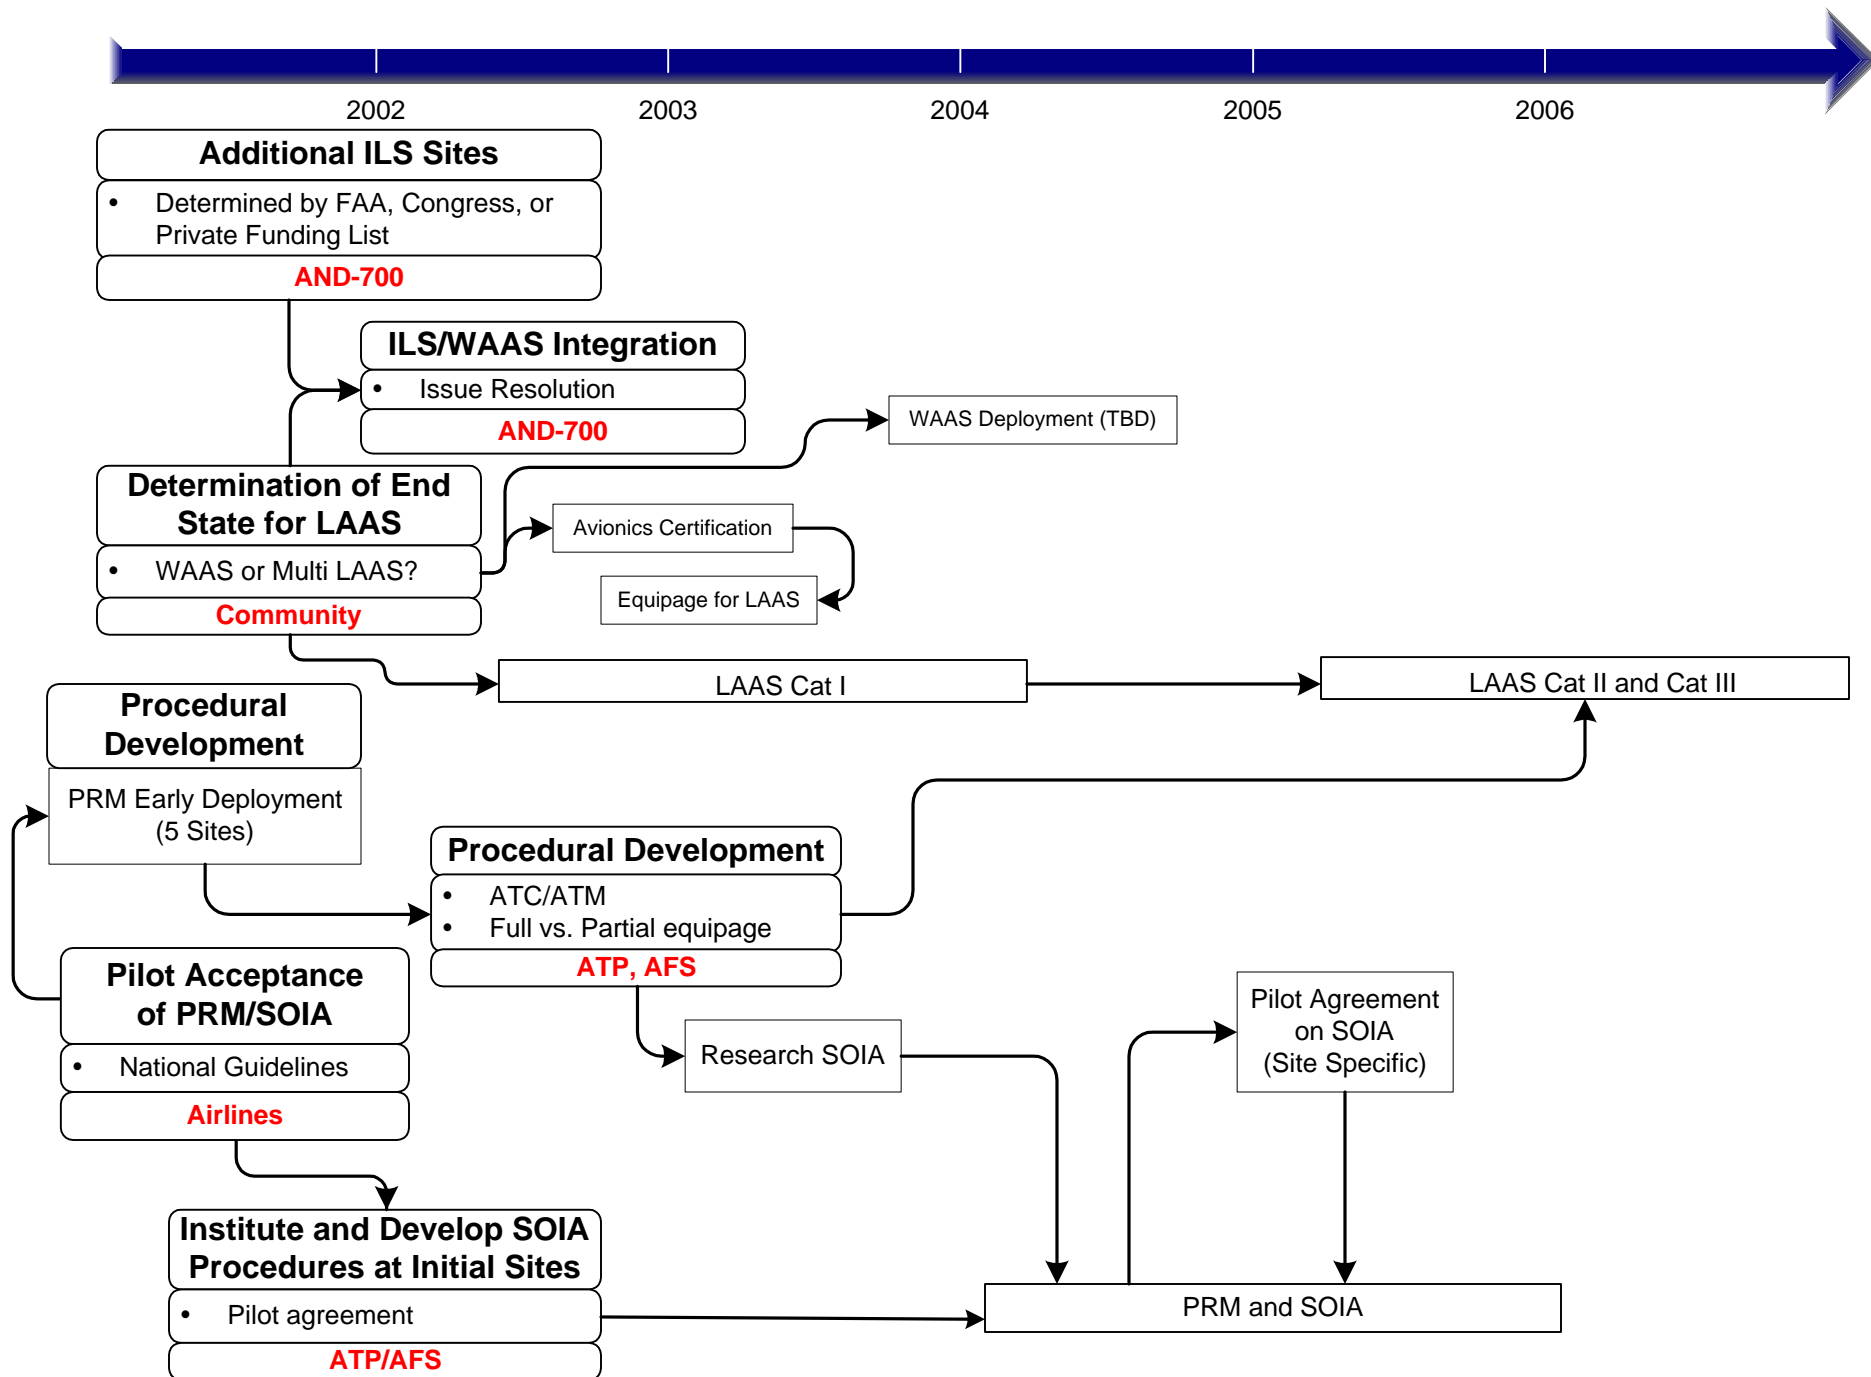 2002
2003
2004
2005
2006
Additional ILS Sites
• Determined by FAA, Congress, or
Private Funding List
AND-700
ILS/WAAS Integration
• Issue Resolution
AND-700
WAAS Deployment (TBD)
Determination of End
State for LAAS
• WAAS or Multi LAAS?
Community
Avionics Certification
Equipage for LAAS
LAAS Cat I
LAAS Cat II and Cat III
Procedural
Development
PRM Early Deployment
(5 Sites)
Procedural Development
• ATC/ATM
• Full vs. Partial equipage
ATP, AFS
Pilot Acceptance
of PRM/SOIA
• National Guidelines
Airlines
Research SOIA
Pilot Agreement
on SOIA
(Site Specific)
Institute and Develop SOIA
Procedures at Initial Sites
• Pilot agreement
ATP/AFS
PRM and SOIA